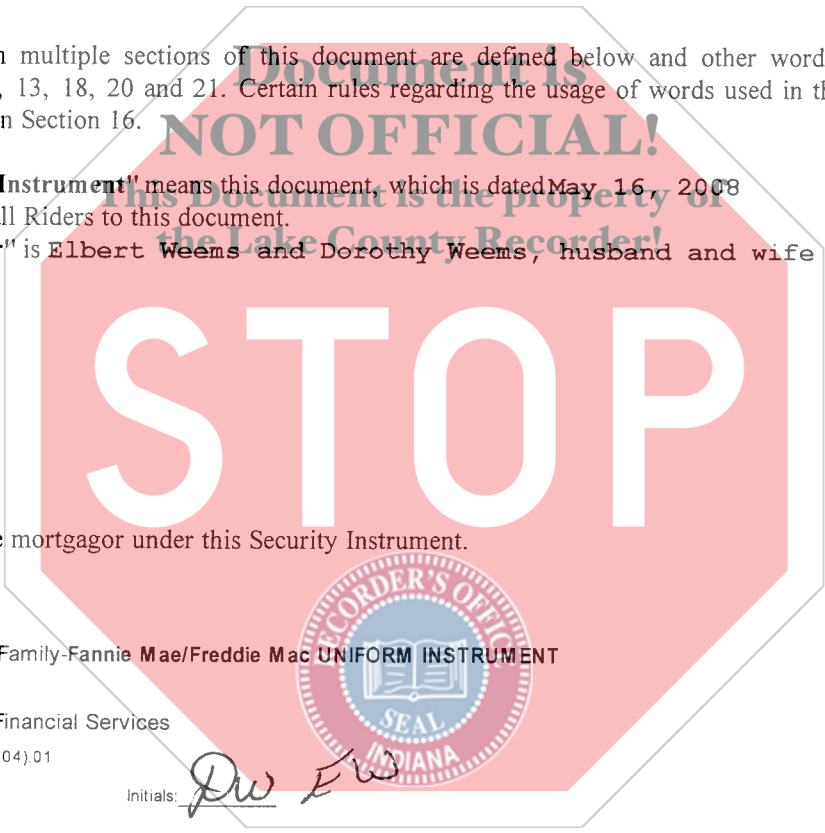 n multiple sections of this document are defined below and other word
, 13, 18, 20 and 21. Certain rules regarding the usage of words used in th
n Section 16.
Document is
NOT OFFICIAL!
This Document is the property of
the Lake County Recorder!
Instrument" means this document, which is dated May 16, 2008
ll Riders to this document.
" is Elbert Weems and Dorothy Weems, husband and wife
STOP
e mortgagor under this Security Instrument.
RECORDER'S OFFICE
SEAL
INDIANA
Family-Fannie Mae/Freddie Mac UNIFORM INSTRUMENT
Financial Services
04).01
Initials: DW EW